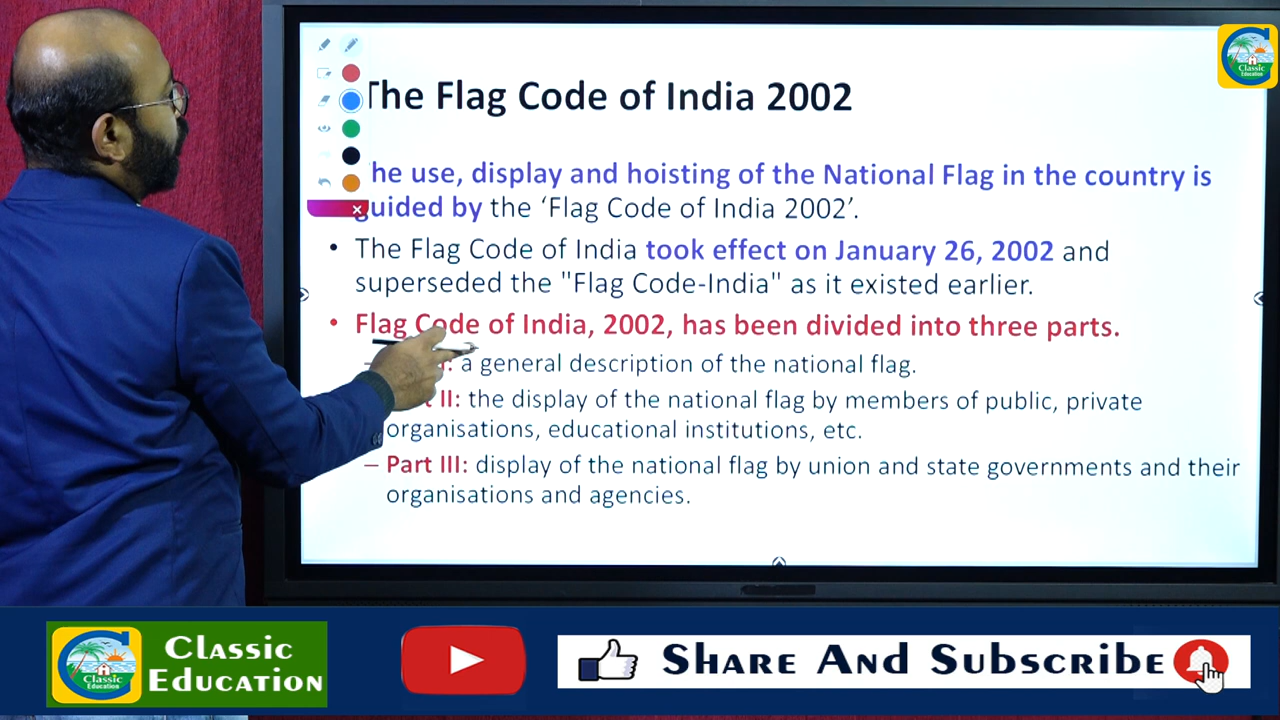 The Flag Code of India 2002
Classic
Education
he use, display and hoisting of the National Flag in the country is
guided by the ‘Flag Code of India 2002’.
• The Flag Code of India took effect on January 26, 2002 and
superseded the "Flag Code-India" as it existed earlier.
• Flag Code of India, 2002, has been divided into three parts.
I: a general description of the national flag.
II: the display of the national flag by members of public, private
organisations, educational institutions, etc.
– Part III: display of the national flag by union and state governments and their
organisations and agencies.
Classic
Education
Classic
Education
Share And Subscribe